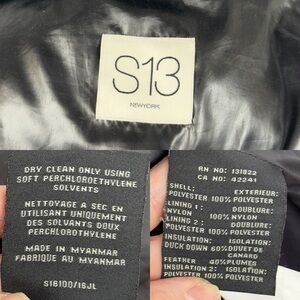 S13
NEWYORK
DRY CLEAN ONLY USING
SOFT PERCHLOROETHYLENE
SOLVENTS
NETTOYAGE A SEC EN
UTILISANT UNIQUEMENT
DES SOLVANTS DOUX
PERCHLOROETHYLENE
MADE IN MYANMAR
FABRIQUE AU MYANMAR
S16100/16JL
RN NO: 131822
CA NO: 42241
SHELL: EXTERIEUR:
POLYESTER 100% POLYESTER
LINING 1: DOUBLURE:
NYLON 100% NYLON
LINING 2: DOUBLURE:
POLYESTER 100% POLYESTER
INSULATION: ISOLATION:
DUCK DOWN 60% DUVET DE
CANARD
FEATHER 40% PLUMES
INSULATION 2: ISOLATION:
POLYESTER 100% POLYESTER